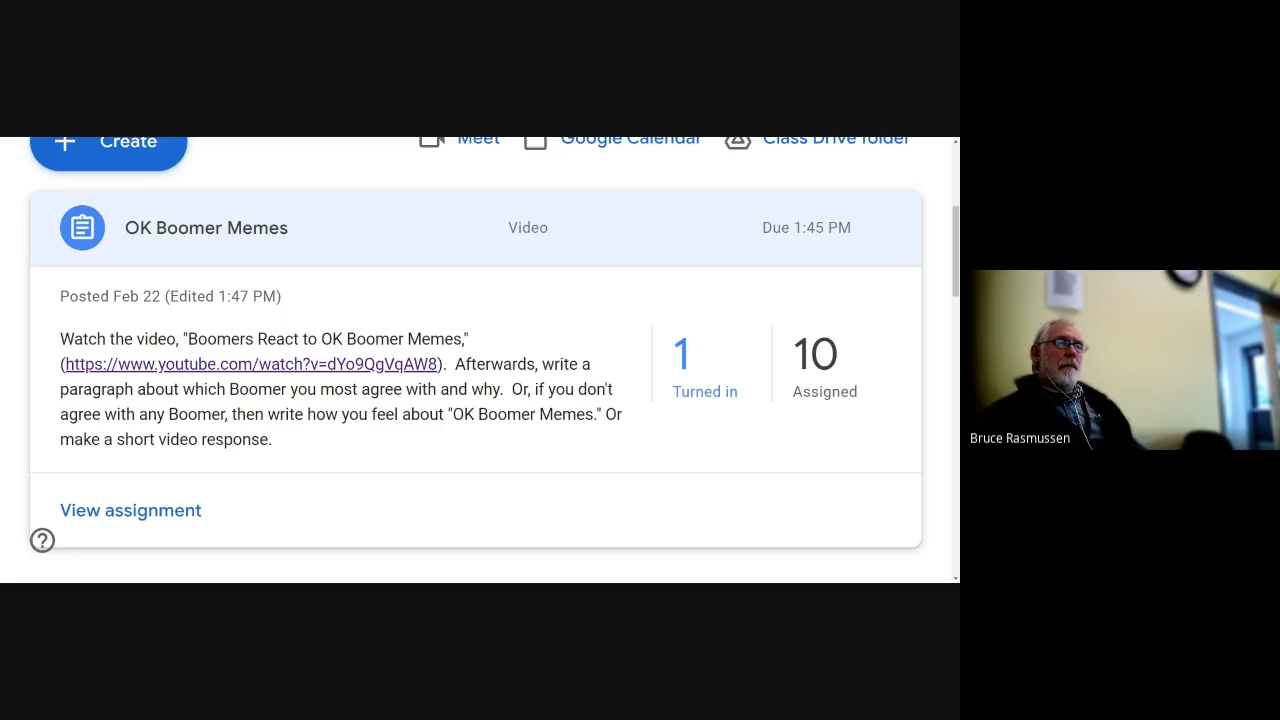 Create
Meet
Google Calendar
Class Drive folder
OK Boomer Memes
Video
Due 1:45 PM
Posted Feb 22 (Edited 1:47 PM)
Watch the video, "Boomers React to OK Boomer Memes,"
(https://www.youtube.com/watch?v=dYo9QgVqAW8). Afterwards, write a
paragraph about which Boomer you most agree with and why. Or, if you don't
agree with any Boomer, then write how you feel about "OK Boomer Memes." Or
make a short video response.
1
Turned in
10
Assigned
View assignment
?
Bruce Rasmussen